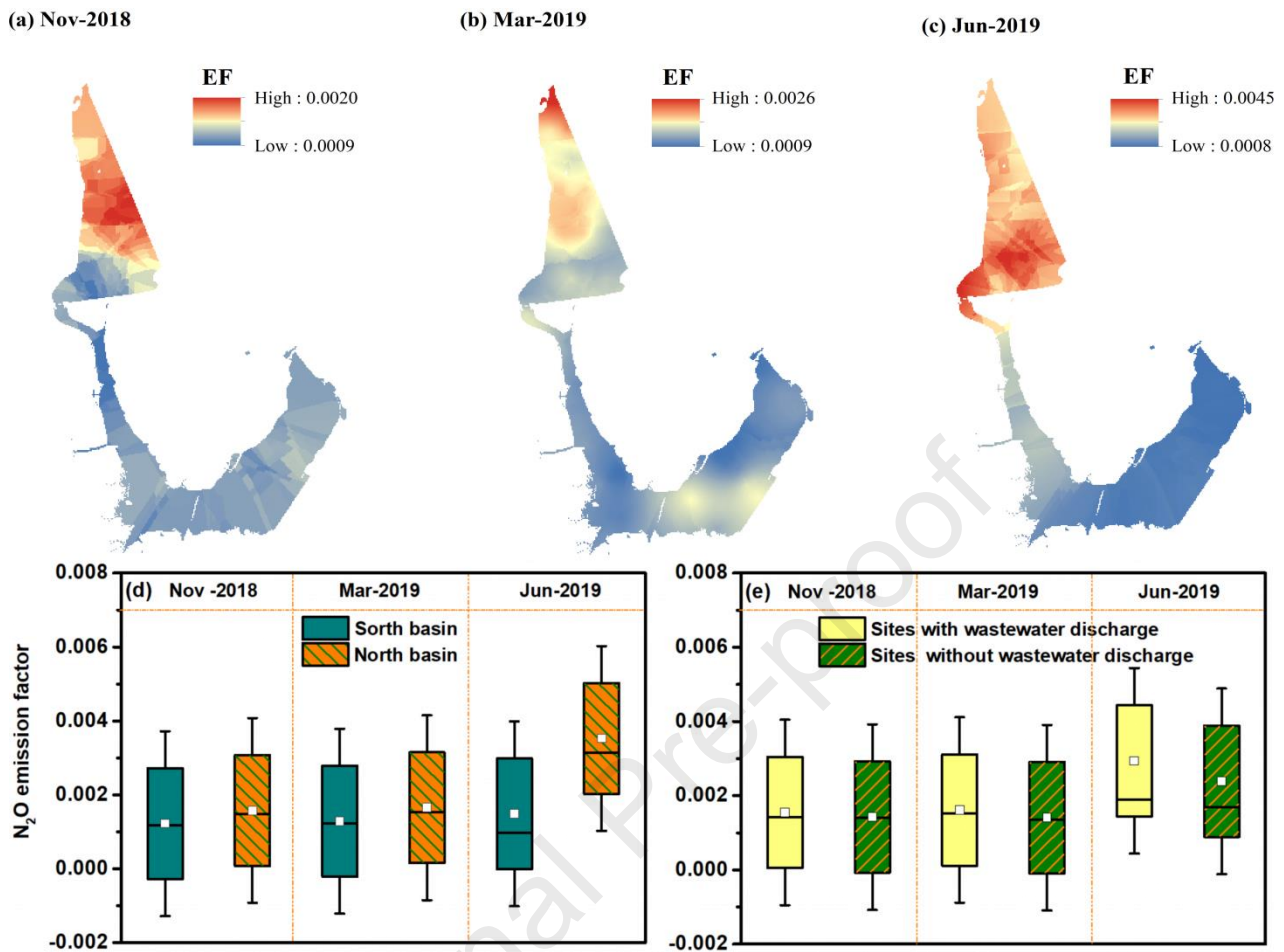 (a) Nov-2018
(b) Mar-2019
(c) Jun-2019
EF
High : 0.0020
Low : 0.0009
EF
High : 0.0026
Low : 0.0009
EF
High : 0.0045
Low : 0.0008
N2O emission factor
0.008
0.006
0.004
0.002
0.000
-0.002
(d)
Nov -2018
Mar-2019
Jun-2019
Sorth basin
North basin
0.008
0.006
0.004
0.002
0.000
-0.002
(e)
Nov -2018
Mar-2019
Jun-2019
Sites with wastewater discharge
Sites without wastewater discharge
nal Pre-proof